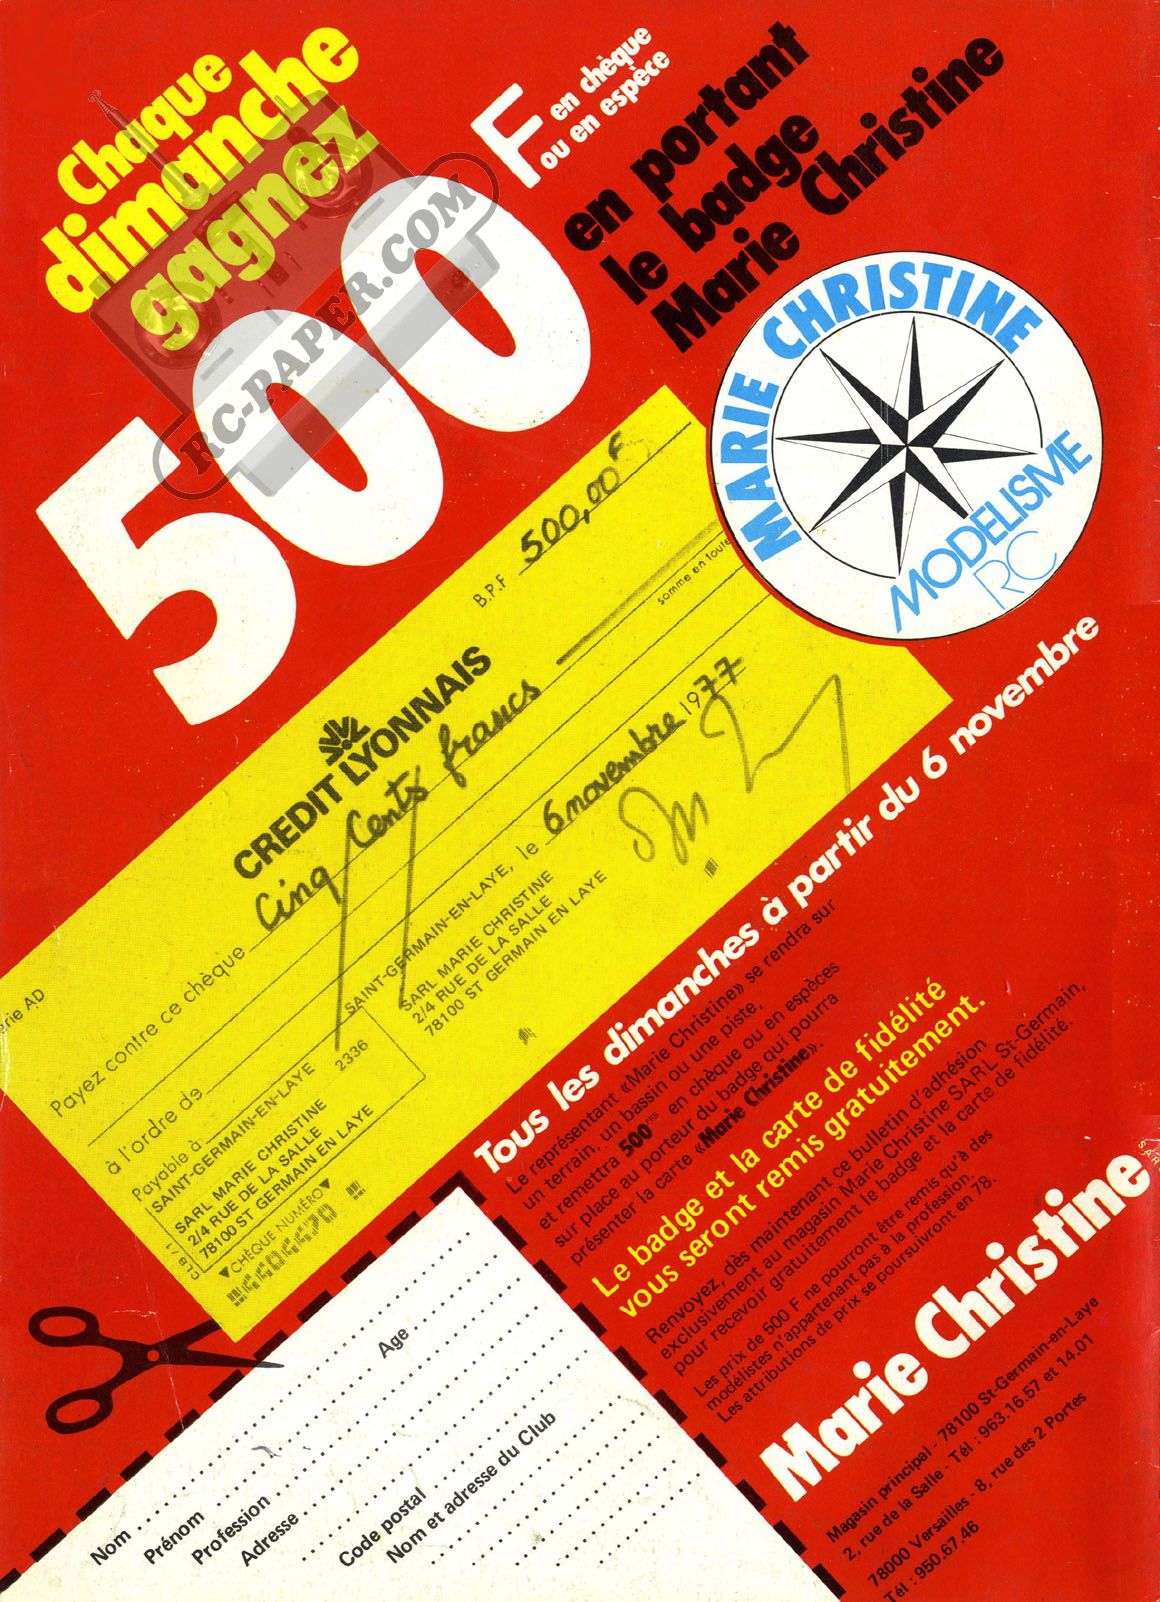 Chaque
dimanche
gagnez
500 F en chèque
ou en espèce
en portant
le badge
Marie Christine
RC-PAPER.COM
MARIE CHRISTINE
MODELISME
RC
B.P.F 500,00 F
somme en toute
CREDIT LYONNAIS
Payez contre ce chèque Cinq Cents francs
à l'ordre de
SAINT-GERMAIN-EN-LAYE, le 6 novembre 1977
SARL MARIE CHRISTINE
2/4 RUE DE LA SALLE
78100 ST GERMAIN EN LAYE
Payable à
SAINT-GERMAIN-EN-LAYE 2336
SARL MARIE CHRISTINE
2/4 RUE DE LA SALLE
78100 ST GERMAIN EN LAYE
▼CHÈQUE NUMÉRO▼
Tous les dimanches à partir du 6 novembre
Le représentant «Marie Christine» se rendra sur
un terrain, un bassin ou une piste,
et remettra 500 en chèque ou en espèces
sur place au porteur du badge qui pourra
présenter la carte «Marie Christine».
Le badge et la carte de fidélité
vous seront remis gratuitement.
Renvoyez, dès maintenant ce bulletin d'adhésion
exclusivement au magasin Marie Christine SARL St-Germain,
pour recevoir gratuitement le badge et la carte de fidélité.
Les prix de 500 F ne pourront être remis qu'à des
modélistes n'appartenant pas à la profession.
Les attributions de prix se poursuivront en 78.
Marie Christine
Magasin principal - 78100 St-Germain-en-Laye
2, rue de la Salle - Tél : 963.16.57 et 14.01
78000 Versailles - 8, rue des 2 Portes
Tél : 950.67.46
Nom
Prénom
Age
Profession
Adresse
Code postal
Nom et adresse du Club